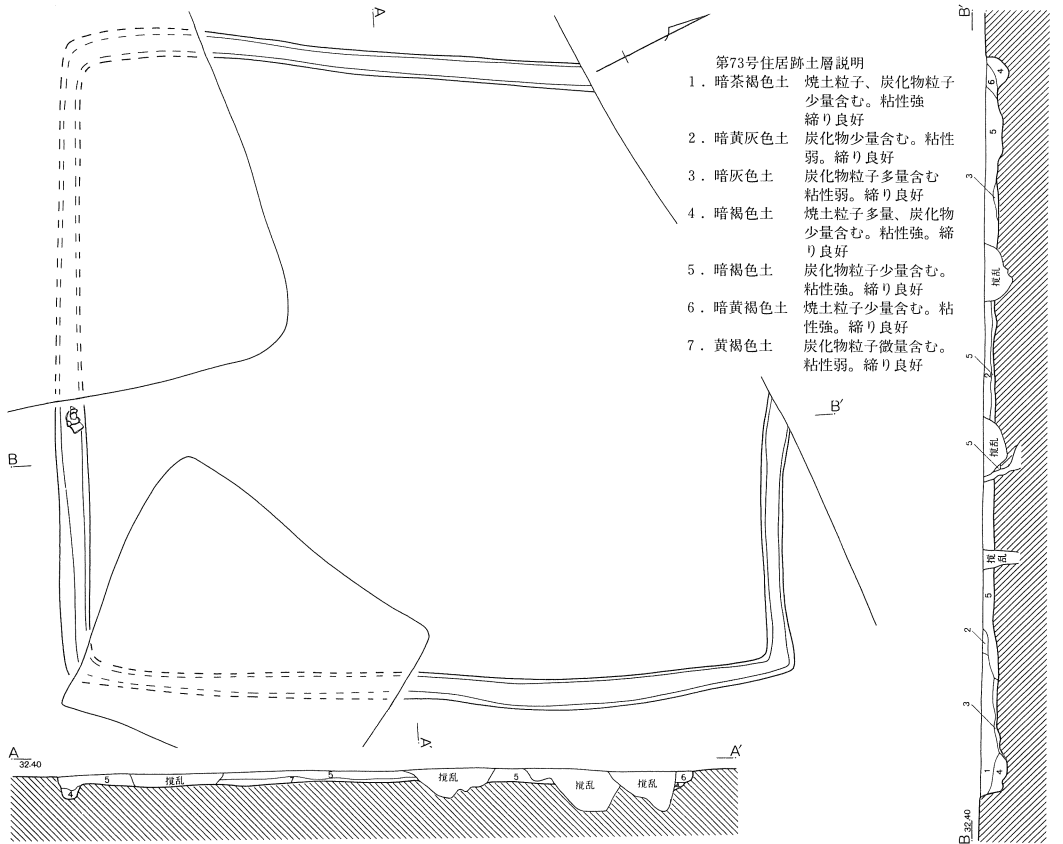 A
第73号住居跡土層説明
1．暗茶褐色土　焼土粒子、炭化物粒子
少量含む。粘性強
締り良好
2．暗黄灰色土　炭化物少量含む。粘性
弱。締り良好
3．暗灰色土　炭化物粒子多量含む
粘性弱。締り良好
4．暗褐色土　焼土粒子多量、炭化物
少量含む。粘性強。締
り良好
5．暗褐色土　炭化物粒子少量含む。
粘性強。締り良好
6．暗黄褐色土　焼土粒子少量含む。粘
性強。締り良好
7．黄褐色土　炭化物粒子微量含む。
粘性弱。締り良好
B
B′
A′
A
32.40
A′
4
5
撹乱
7
5
撹乱
5
撹乱
撹乱
6
B′
4
6
5
3
撹乱
5
2
撹乱
5
撹乱
5
2
3
1
4
B 32.40